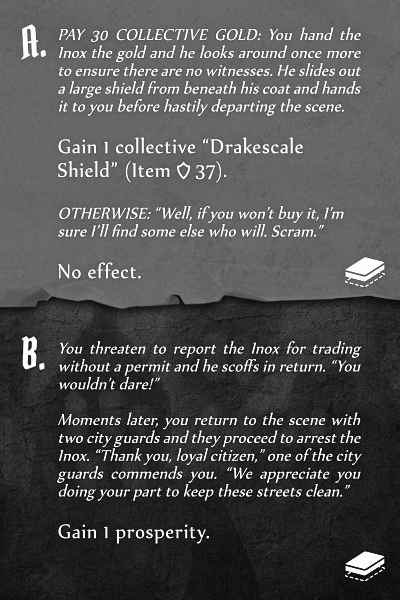 A. PAY 30 COLLECTIVE GOLD: You hand the
Inox the gold and he looks around once more
to ensure there are no witnesses. He slides out
a large shield from beneath his coat and hands
it to you before hastily departing the scene.
Gain 1 collective “Drakescale
Shield” (Item 37).
OTHERWISE: “Well, if you won’t buy it, I’m
sure I’ll find some else who will. Scram.”
No effect.
B. You threaten to report the Inox for trading
without a permit and he scoffs in return. “You
wouldn’t dare!”
Moments later, you return to the scene with
two city guards and they proceed to arrest the
Inox. “Thank you, loyal citizen,” one of the city
guards commends you. “We appreciate you
doing your part to keep these streets clean.”
Gain 1 prosperity.